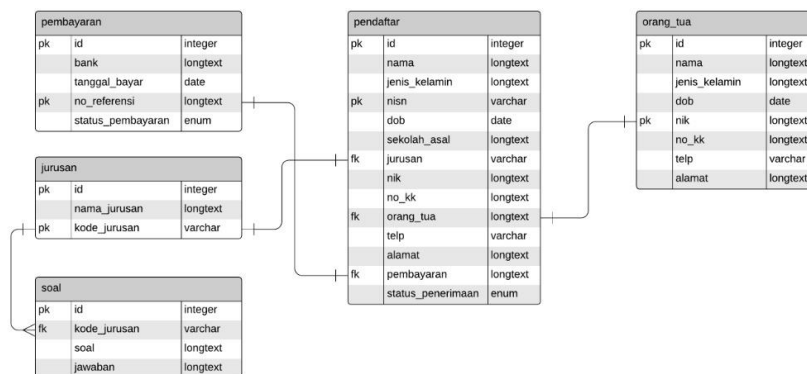 pembayaran
pk id integer
bank longtext
tanggal_bayar date
pk no_referensi longtext
status_pembayaran enum
jurusan
pk id integer
nama_jurusan longtext
pk kode_jurusan varchar
soal
pk id integer
fk kode_jurusan varchar
soal longtext
jawaban longtext
pendaftar
pk id integer
nama longtext
jenis_kelamin longtext
pk nisn varchar
dob date
sekolah_asal longtext
fk jurusan varchar
nik longtext
no_kk longtext
fk orang_tua longtext
telp varchar
alamat longtext
fk pembayaran longtext
status_penerimaan enum
orang_tua
pk id integer
nama longtext
jenis_kelamin longtext
dob date
pk nik longtext
no_kk longtext
telp varchar
alamat longtext